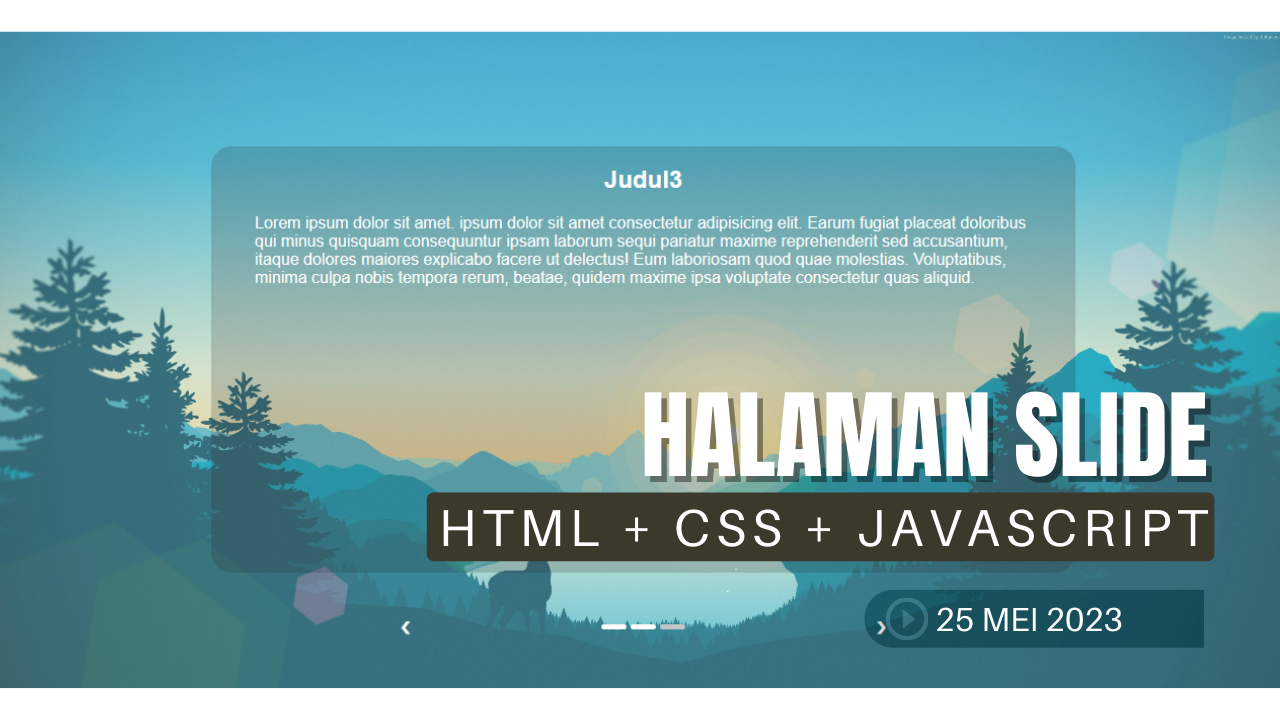 Judul3
Lorem ipsum dolor sit amet. ipsum dolor sit amet consectetur adipisicing elit. Earum fugiat placeat doloribus
qui minus quisquam consequuntur ipsam laborum sequi pariatur maxime reprehenderit sed accusantium,
itaque dolores maiores explicabo facere ut delectus! Eum laboriosam quod quae molestias. Voluptatibus,
minima culpa nobis tempora rerum, beatae, quidem maxime ipsa voluptate consectetur quas aliquid.
HALAMAN SLIDE
HTML + CSS + JAVASCRIPT
25 MEI 2023